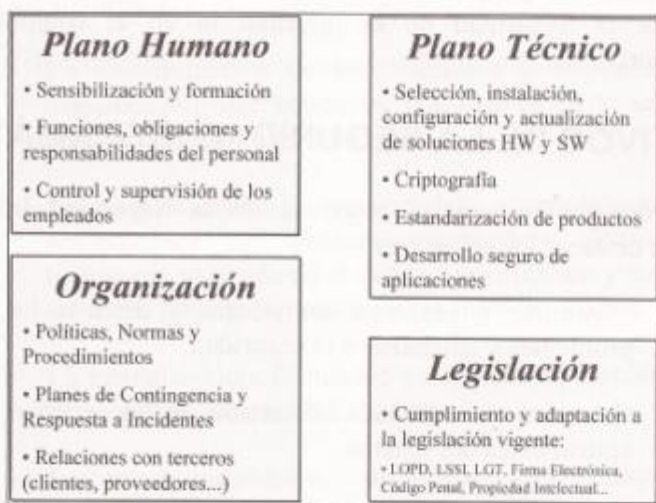 Plano Humano
• Sensibilización y formación
• Funciones, obligaciones y
responsabilidades del personal
• Control y supervisión de los
empleados
Plano Técnico
• Selección, instalación,
configuración y actualización
de soluciones HW y SW
• Criptografía
• Estandarización de productos
• Desarrollo seguro de
aplicaciones
Organización
• Políticas, Normas y
Procedimientos
• Planes de Contingencia y
Respuesta a Incidentes
• Relaciones con terceros
(clientes, proveedores...)
Legislación
• Cumplimiento y adaptación a
la legislación vigente:
• LOPD, LSSI, LGT, Firma Electrónica,
Código Penal, Propiedad Intelectual...